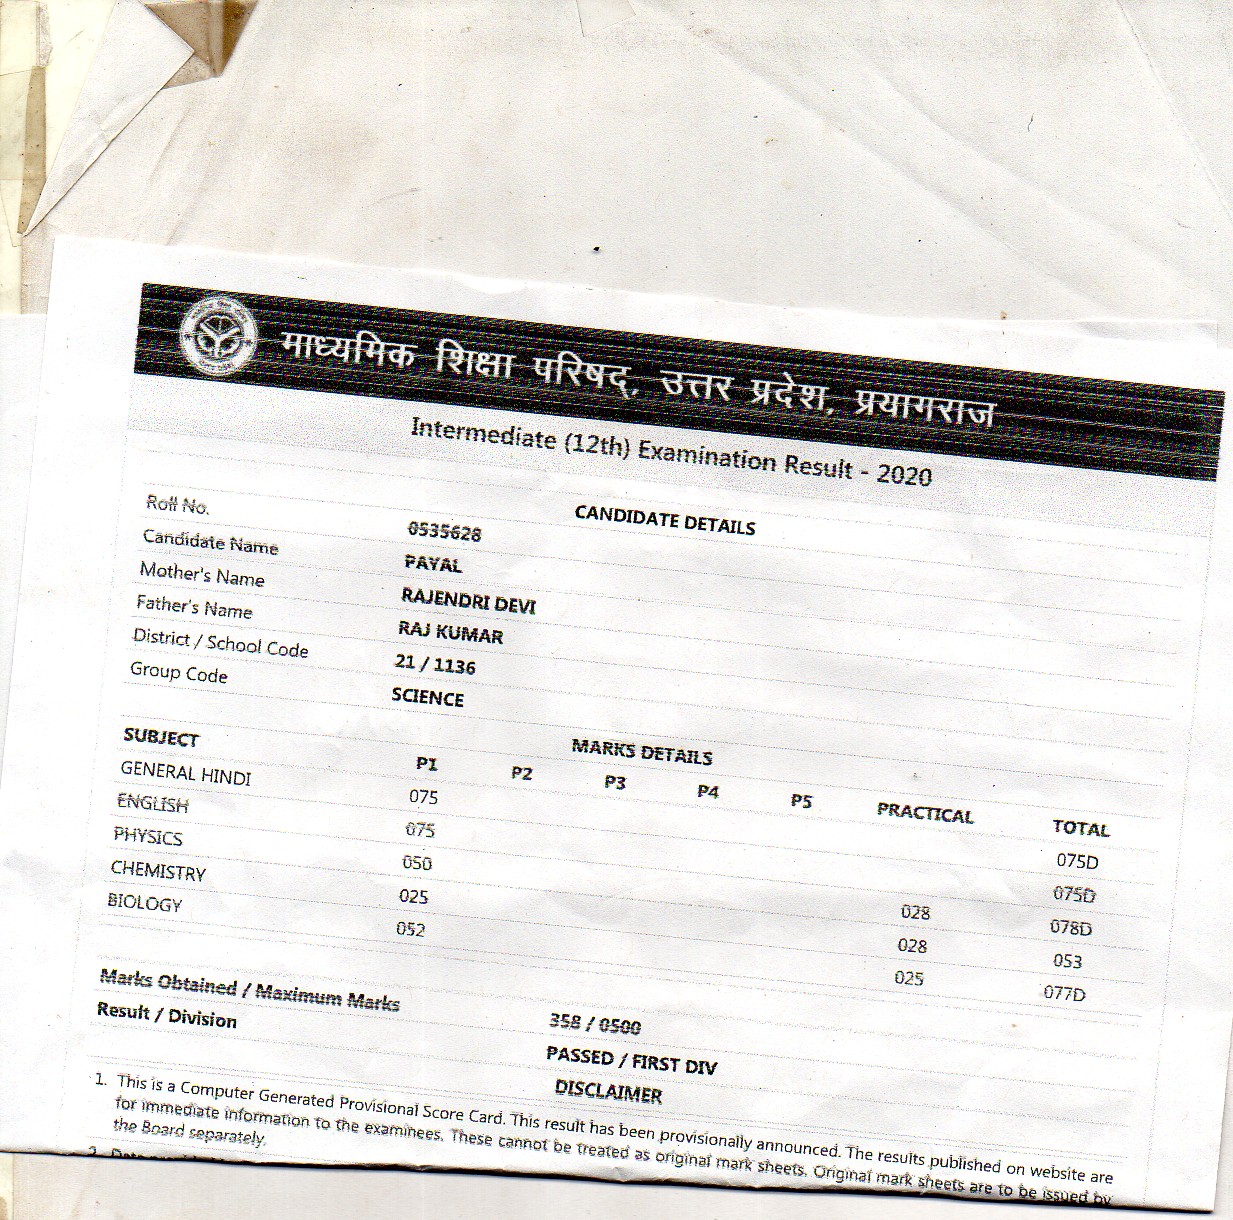 माध्यमिक शिक्षा परिषद्, उत्तर प्रदेश, प्रयागराज
Intermediate (12th) Examination Result - 2020
CANDIDATE DETAILS
Roll No. 0535628
Candidate Name PAYAL
Mother's Name RAJENDRI DEVI
Father's Name RAJ KUMAR
District / School Code 21 / 1136
Group Code SCIENCE
MARKS DETAILS
SUBJECT P1 P2 P3 P4 P5 PRACTICAL TOTAL
GENERAL HINDI 075 075D
ENGLISH 075 075D
PHYSICS 050 028 078D
CHEMISTRY 025 028 053
BIOLOGY 052 025 077D
Marks Obtained / Maximum Marks 358 / 0500
Result / Division PASSED / FIRST DIV
DISCLAIMER
1. This is a Computer Generated Provisional Score Card. This result has been provisionally announced. The results published on website are
for immediate information to the examinees. These cannot be treated as original mark sheets. Original mark sheets are to be issued by
the Board separately.